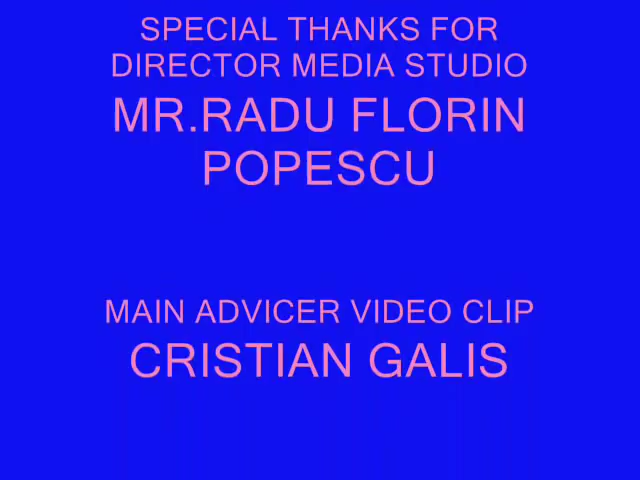 SPECIAL THANKS FOR
DIRECTOR MEDIA STUDIO
MR.RADU FLORIN
POPESCU
MAIN ADVICER VIDEO CLIP
CRISTIAN GALIS